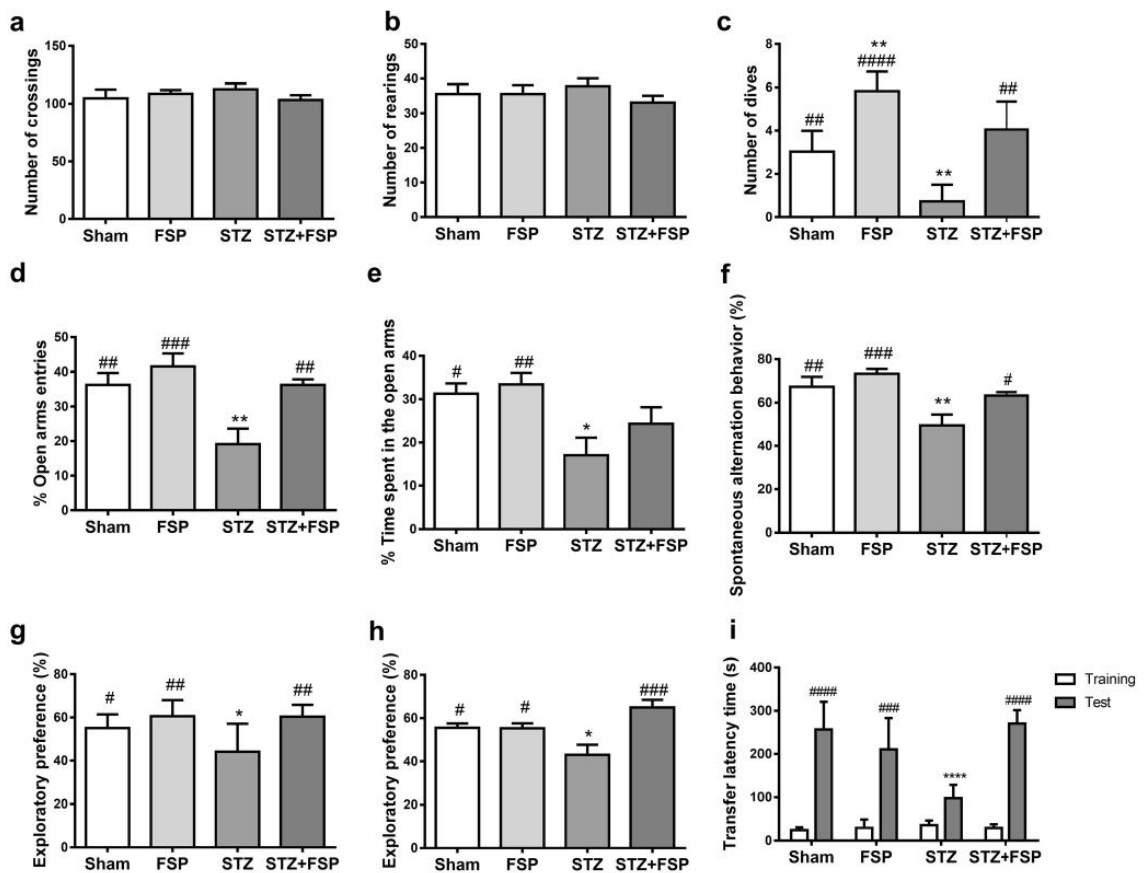 a
Number of crossings
150
100
50
0
Sham FSP STZ STZ+FSP
b
Number of rearings
50
40
30
20
10
0
Sham FSP STZ STZ+FSP
c
Number of dives
8
6
4
2
0
##
**
####
**
##
Sham FSP STZ STZ+FSP
d
% Open arms entries
50
40
30
20
10
0
##
###
**
##
Sham FSP STZ STZ+FSP
e
% Time spent in the open arms
40
30
20
10
0
#
##
*
Sham FSP STZ STZ+FSP
f
Spontaneous alternation behavior (%)
80
60
40
20
0
##
###
**
#
Sham FSP STZ STZ+FSP
g
Exploratory preference (%)
80
60
40
20
0
#
##
*
##
Sham FSP STZ STZ+FSP
h
Exploratory preference (%)
80
60
40
20
0
#
#
*
###
Sham FSP STZ STZ+FSP
i
Transfer latency time (s)
400
300
200
100
0
####
###
****
####
Sham FSP STZ STZ+FSP
Training
Test